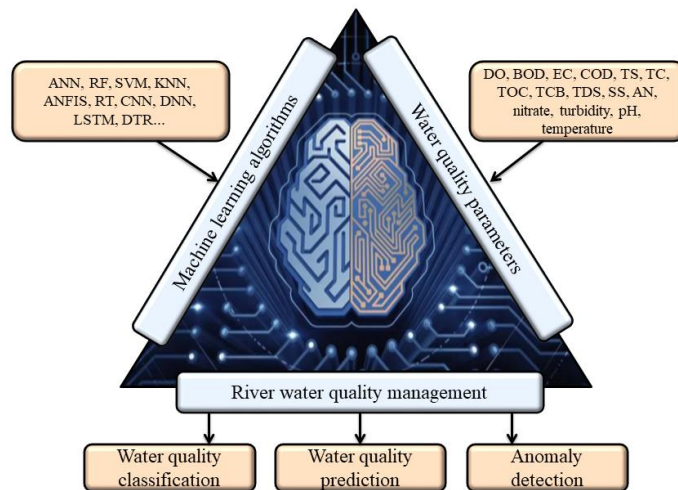 ANN, RF, SVM, KNN,
ANFIS, RT, CNN, DNN,
LSTM, DTR...
DO, BOD, EC, COD, TS, TC,
TOC, TCB, TDS, SS, AN,
nitrate, turbidity, pH,
temperature
Machine learning algorithms
Water quality parameters
River water quality management
Water quality
classification
Water quality
prediction
Anomaly
detection